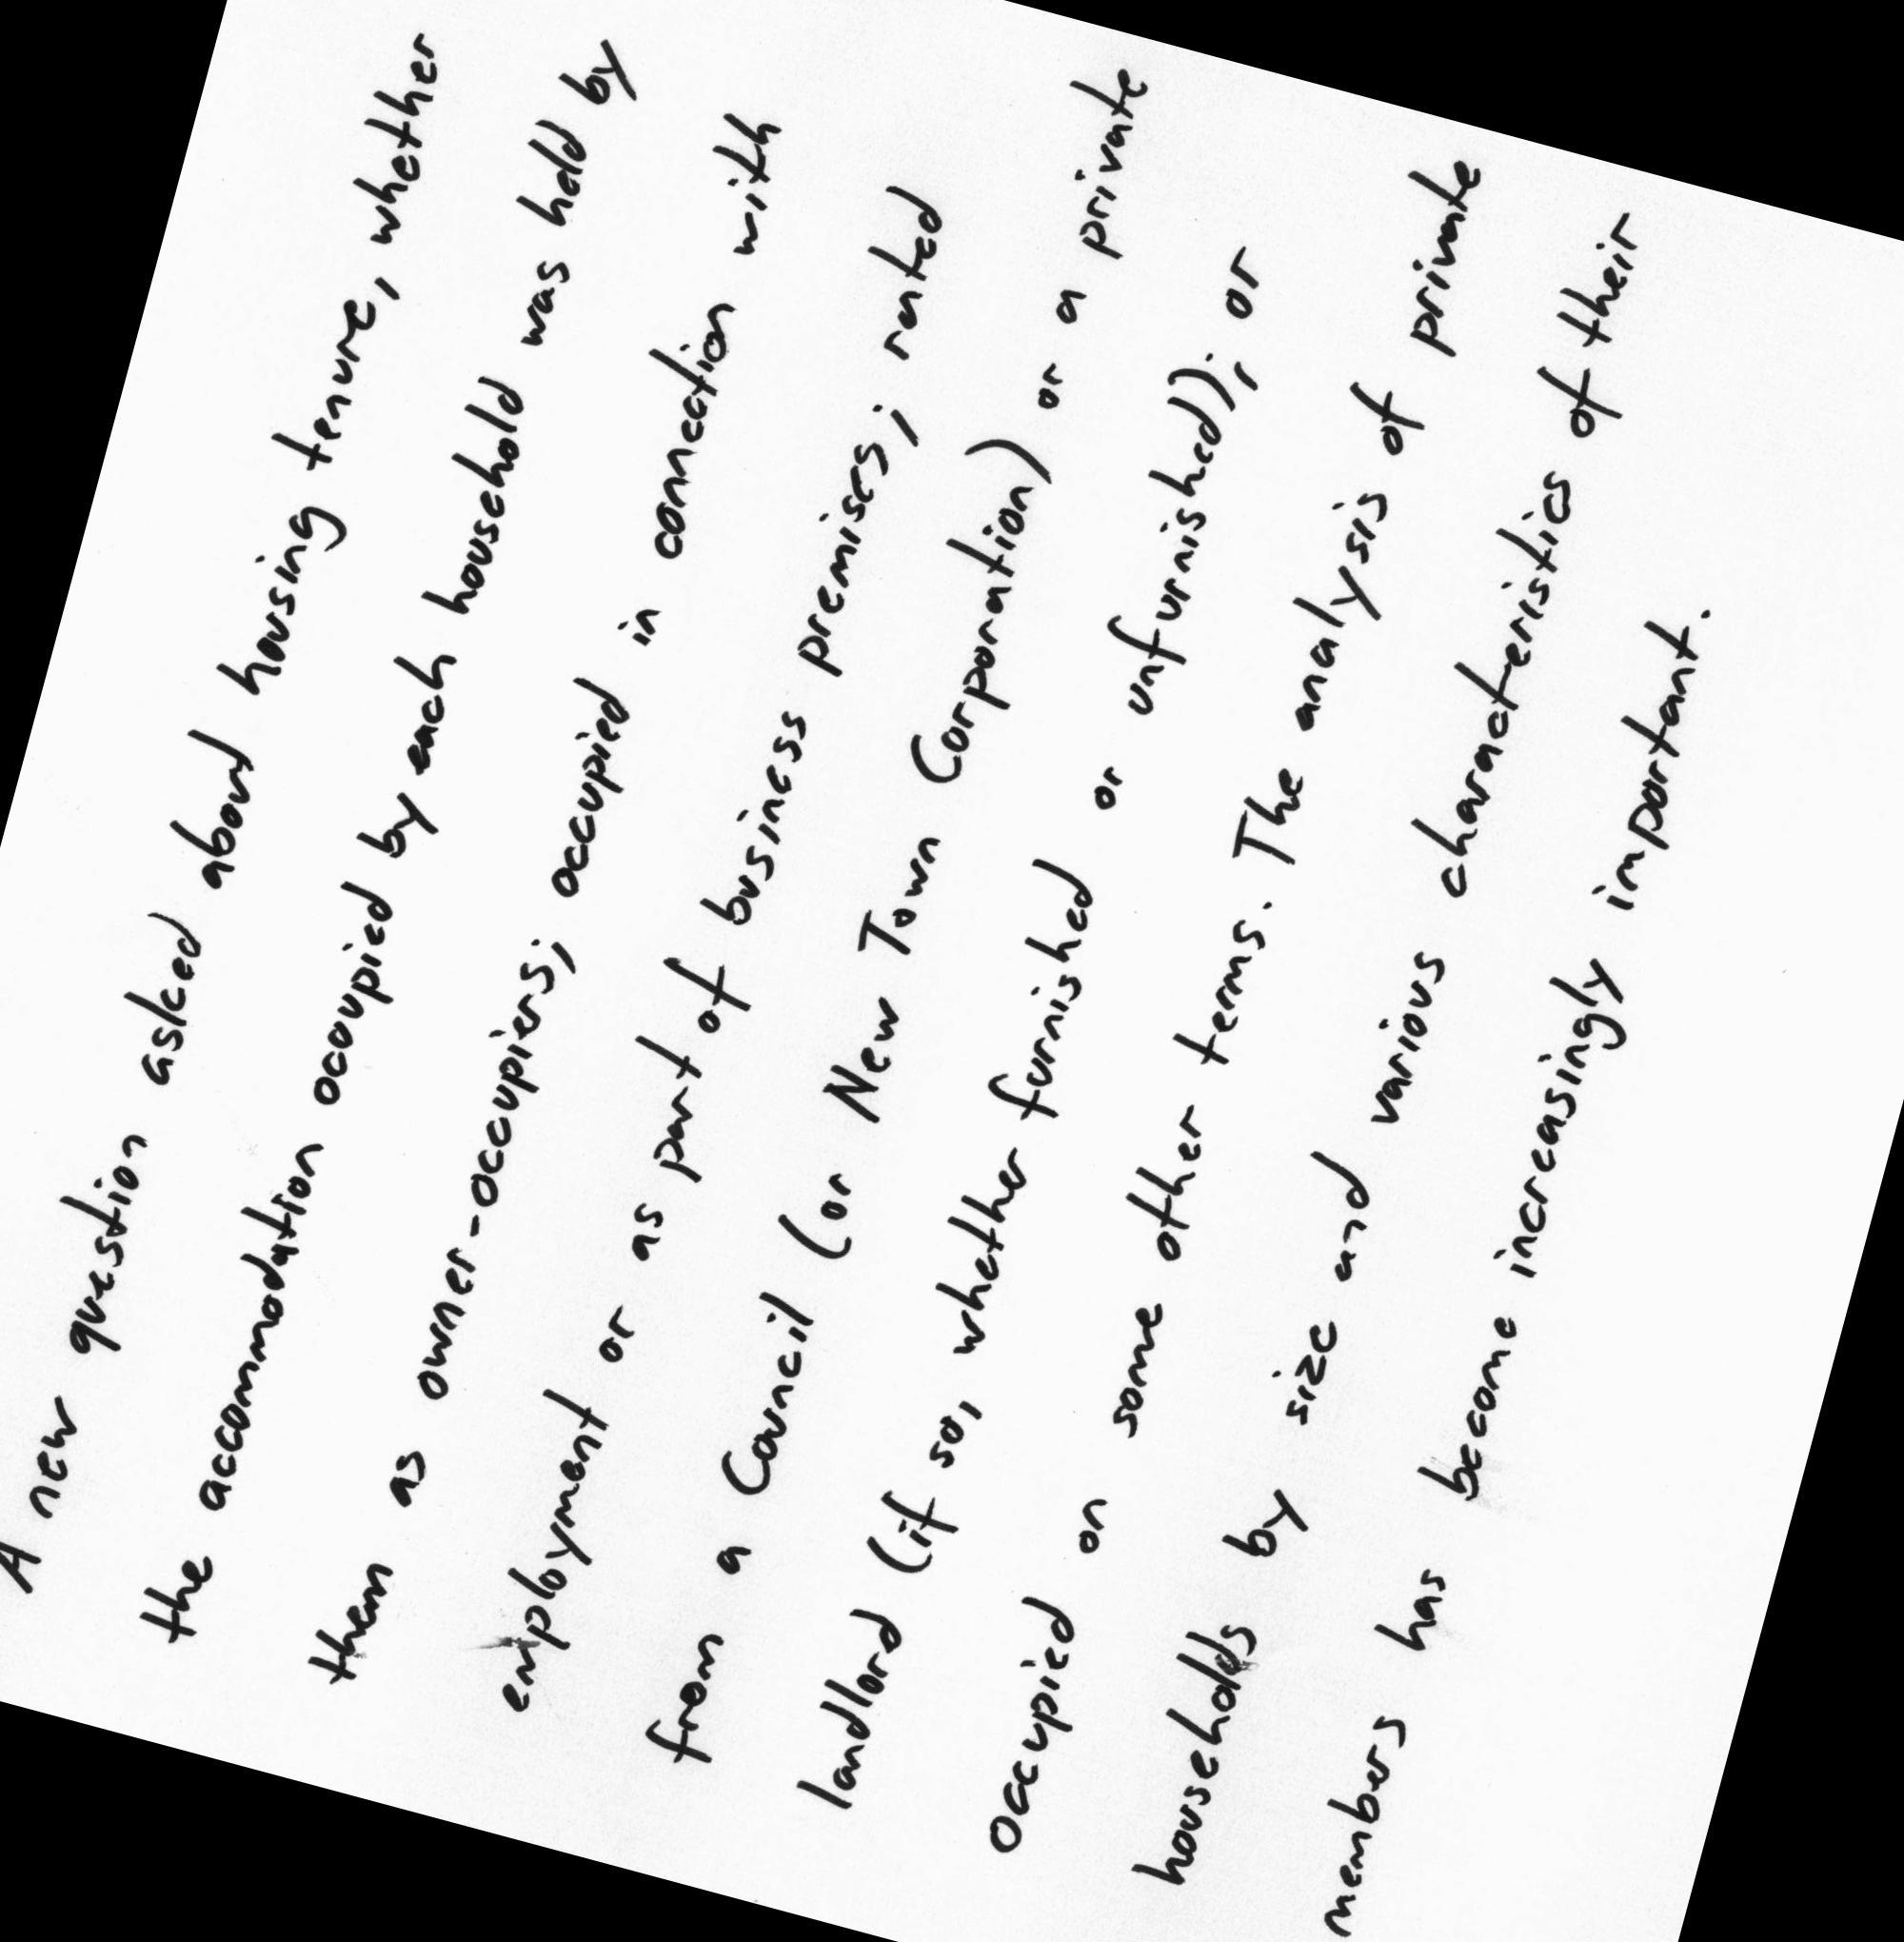 A new question asked about housing tenure, whether
the accommodation occupied by each household was held by
them as owner-occupiers; occupied in connection with
employment or as part of business premises; rented
from a Council (or New Town Corporation) or a private
landlord (if so, whether furnished or unfurnished); or
occupied on some other terms. The analysis of private
households by size and various characteristics of their
members has become increasingly important.